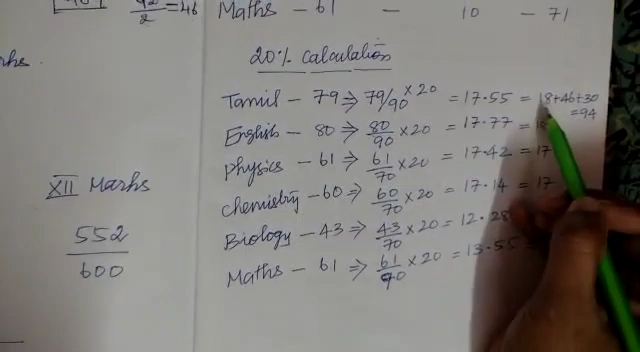 92/2 = 46
Maths - 61 - 10 - 71
20% Calculation
Tamil - 79 ⇒ 79/90 × 20 = 17.55 = 18+46+30
= 94
English - 80 ⇒ 80/90 × 20 = 17.77 =
Physics - 61 ⇒ 61/70 × 20 = 17.42 = 17
Chemistry - 60 ⇒ 60/70 × 20 = 17.14 = 17
Biology - 43 ⇒ 43/70 × 20 = 12.28
Maths - 61 ⇒ 61/90 × 20 = 13.55 =
XII Marks
552
600